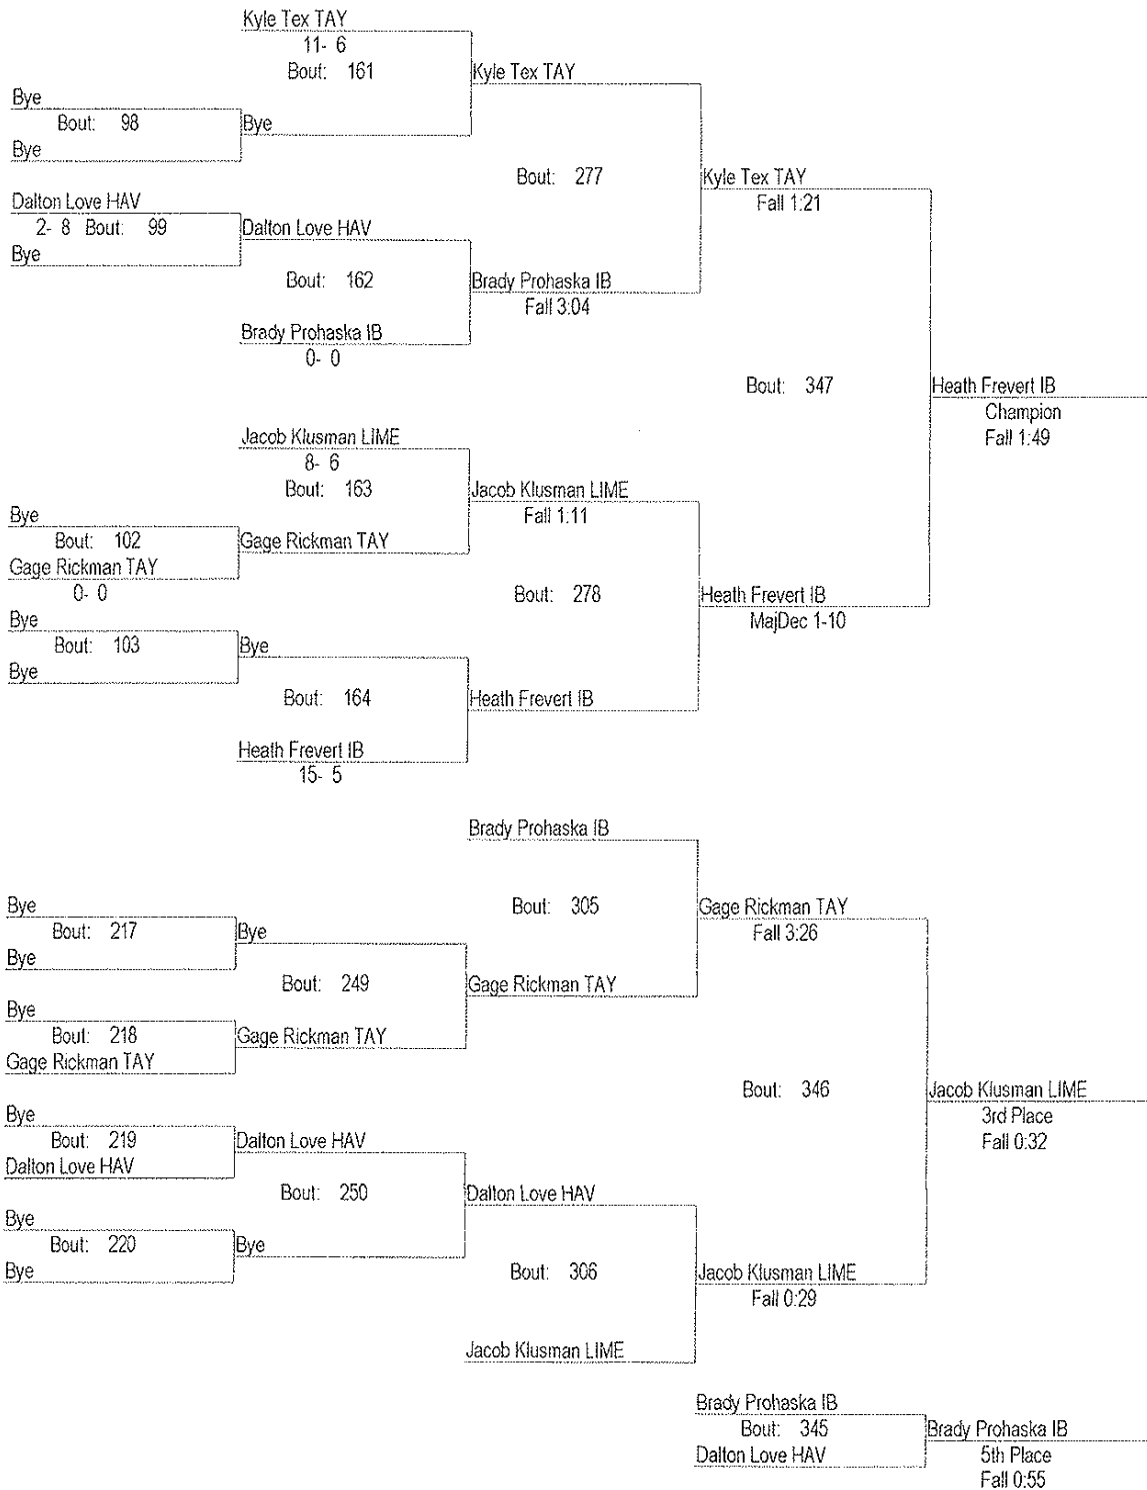 Kyle Tex TAY
11- 6
Bout: 161
Kyle Tex TAY
Bye
Bout: 98
Bye
Bye
Bout: 277
Kyle Tex TAY
Fall 1:21
Dalton Love HAV
2- 8 Bout: 99
Dalton Love HAV
Bye
Bout: 162
Brady Prohaska IB
Fall 3:04
Brady Prohaska IB
0- 0
Bout: 347
Heath Frevert IB
Champion
Fall 1:49
Jacob Klusman LIME
8- 6
Bout: 163
Jacob Klusman LIME
Fall 1:11
Bye
Bout: 102
Gage Rickman TAY
Gage Rickman TAY
0- 0
Bout: 278
Heath Frevert IB
MajDec 1-10
Bye
Bout: 103
Bye
Bye
Bout: 164
Heath Frevert IB
Heath Frevert IB
15- 5
Brady Prohaska IB
Bout: 305
Gage Rickman TAY
Fall 3:26
Bye
Bout: 217
Bye
Bye
Bout: 249
Gage Rickman TAY
Bye
Bout: 218
Gage Rickman TAY
Gage Rickman TAY
Bout: 346
Jacob Klusman LIME
3rd Place
Fall 0:32
Bye
Bout: 219
Dalton Love HAV
Dalton Love HAV
Bout: 250
Dalton Love HAV
Bye
Bout: 220
Bye
Bye
Bout: 306
Jacob Klusman LIME
Fall 0:29
Jacob Klusman LIME
Brady Prohaska IB
Bout: 345
Dalton Love HAV
Brady Prohaska IB
5th Place
Fall 0:55